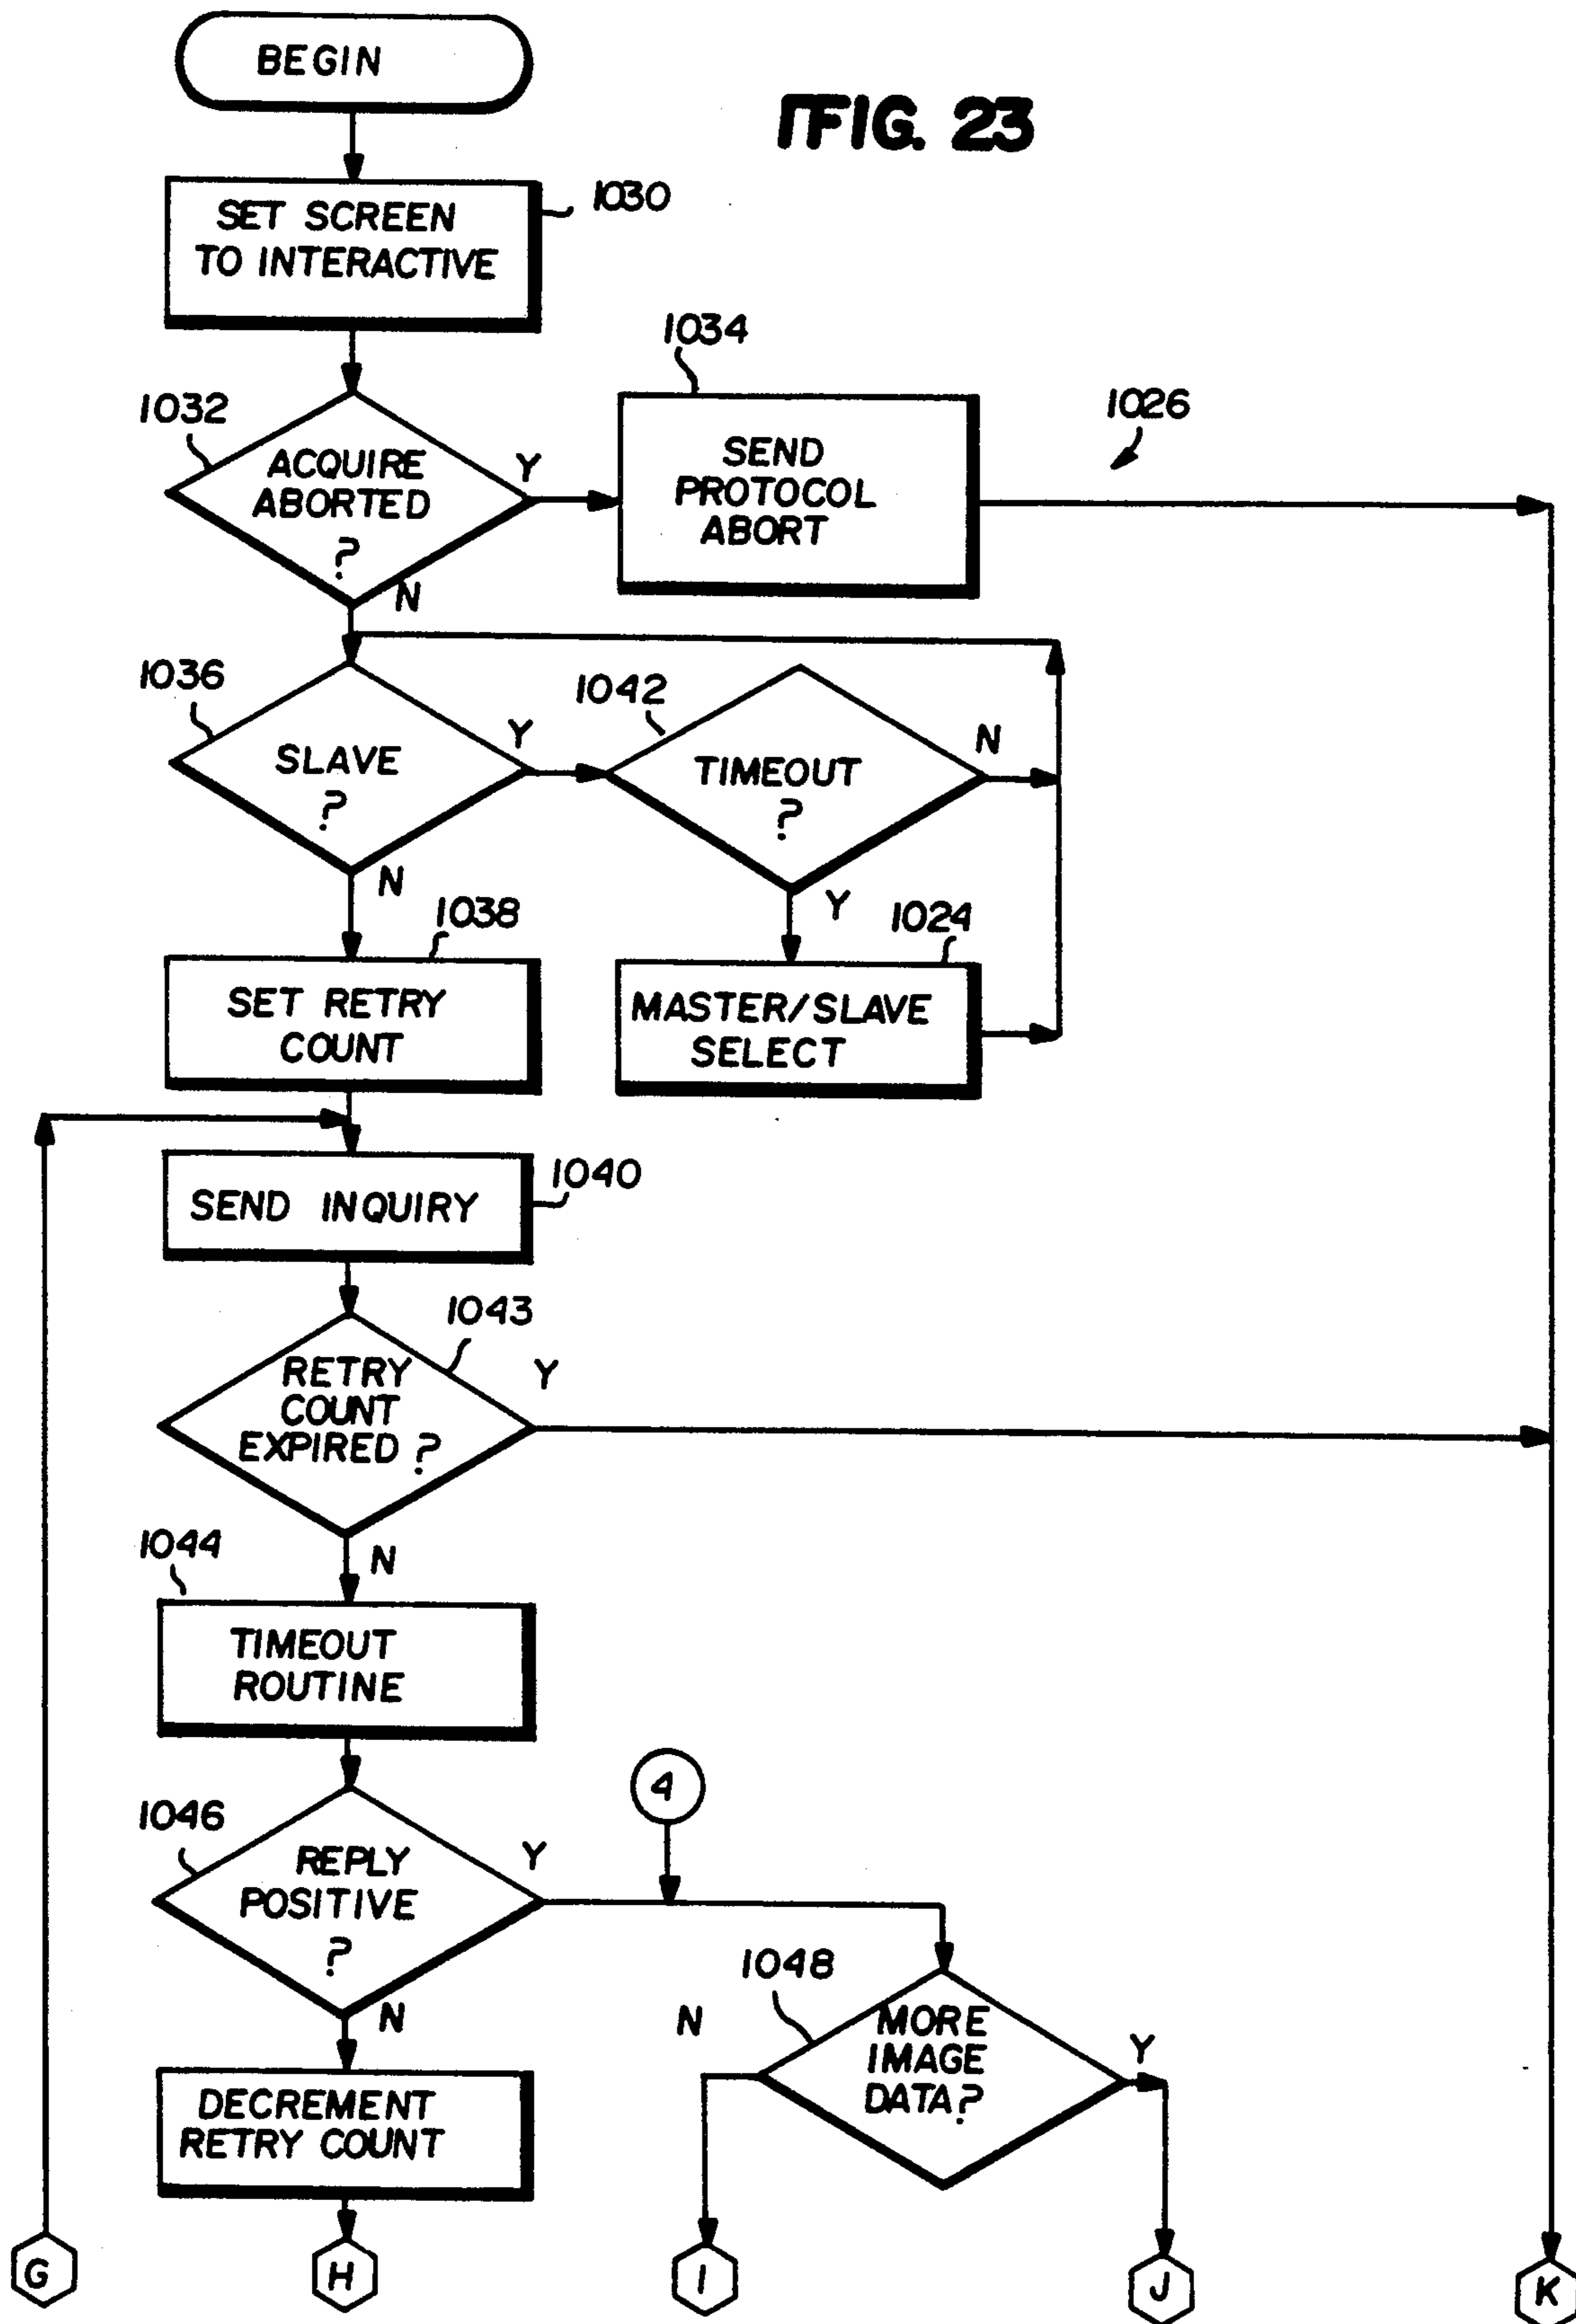 BEGIN
FIG. 23
SET SCREEN
TO INTERACTIVE
1030
1034
1032
ACQUIRE
ABORTED
?
Y
N
SEND
PROTOCOL
ABORT
1026
1036
SLAVE
?
Y
N
1042
TIMEOUT
?
N
Y
1038
SET RETRY
COUNT
1024
MASTER/SLAVE
SELECT
SEND INQUIRY
1040
1043
RETRY
COUNT
EXPIRED ?
Y
N
1044
TIMEOUT
ROUTINE
4
1046
REPLY
POSITIVE
?
Y
N
1048
MORE
IMAGE
DATA?
N
Y
DECREMENT
RETRY COUNT
G
H
I
J
K